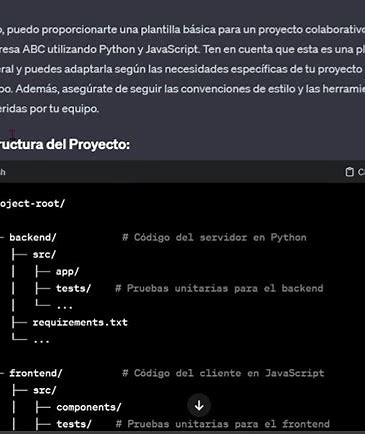 o, puedo proporcionarte una plantilla básica para un proyecto colaborativo
resa ABC utilizando Python y JavaScript. Ten en cuenta que esta es una pl
eral y puedes adaptarla según las necesidades específicas de tu proyecto
po. Además, asegúrate de seguir las convenciones de estilo y las herramie
eridas por tu equipo.
ructura del Proyecto:
sh
oject-root/
├── backend/ # Código del servidor en Python
│ ├── src/
│ │ ├── app/
│ │ ├── tests/ # Pruebas unitarias para el backend
│ │ └── ...
│ ├── requirements.txt
│ └── ...
├── frontend/ # Código del cliente en JavaScript
│ ├── src/
│ │ ├── components/
│ │ ├── tests/ # Pruebas unitarias para el frontend